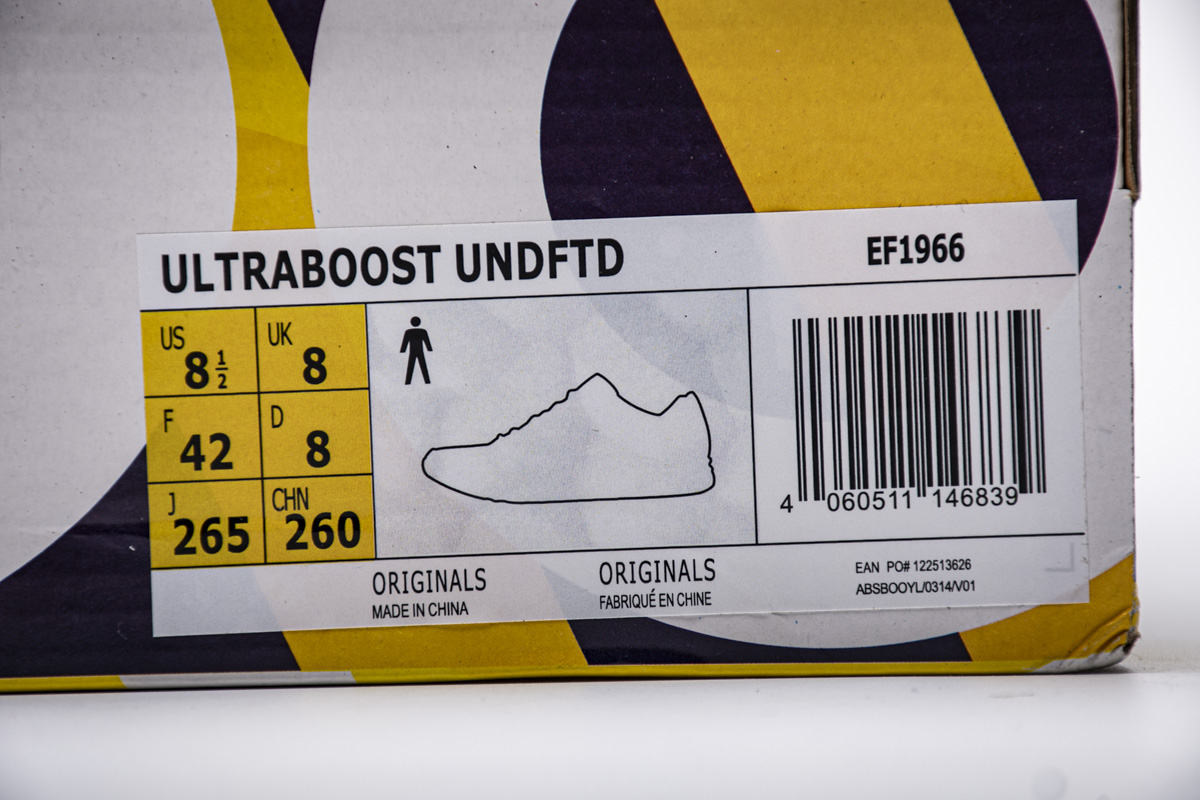 ULTRABOOST UNDFTD
EF1966
US 8 1/2
UK 8
F 42
D 8
J 265
CHN 260
4 060511 146839
ORIGINALS
MADE IN CHINA
ORIGINALS
FABRIQUÉ EN CHINE
EAN PO# 122513626
ABSBOOYL/0314/V01